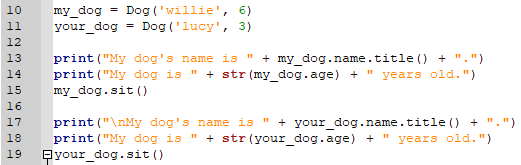 10 my_dog = Dog('willie', 6)
11 your_dog = Dog('lucy', 3)
12
13 print("My dog's name is " + my_dog.name.title() + ".")
14 print("My dog is " + str(my_dog.age) + " years old.")
15 my_dog.sit()
16
17 print("\nMy dog's name is " + your_dog.name.title() + ".")
18 print("My dog is " + str(your_dog.age) + " years old.")
19 your_dog.sit()